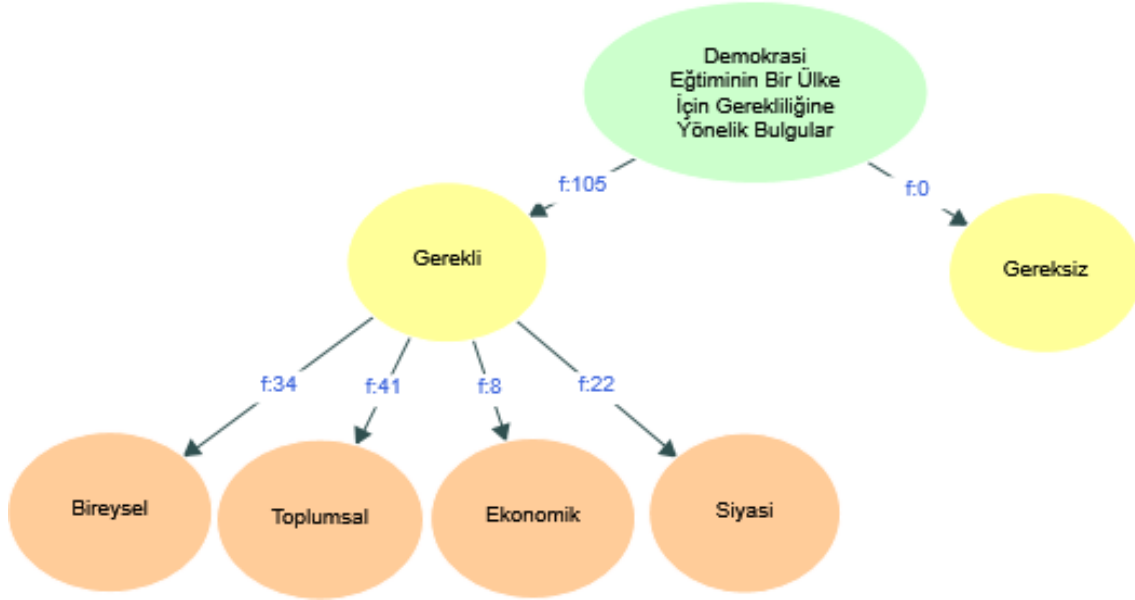 Demokrasi
Eğtiminin Bir Ülke
İçin Gerekliliğine
Yönelik Bulgular
f:105
f:0
Gerekli
Gereksiz
f:34
f:41
f:8
f:22
Bireysel
Toplumsal
Ekonomik
Siyasi